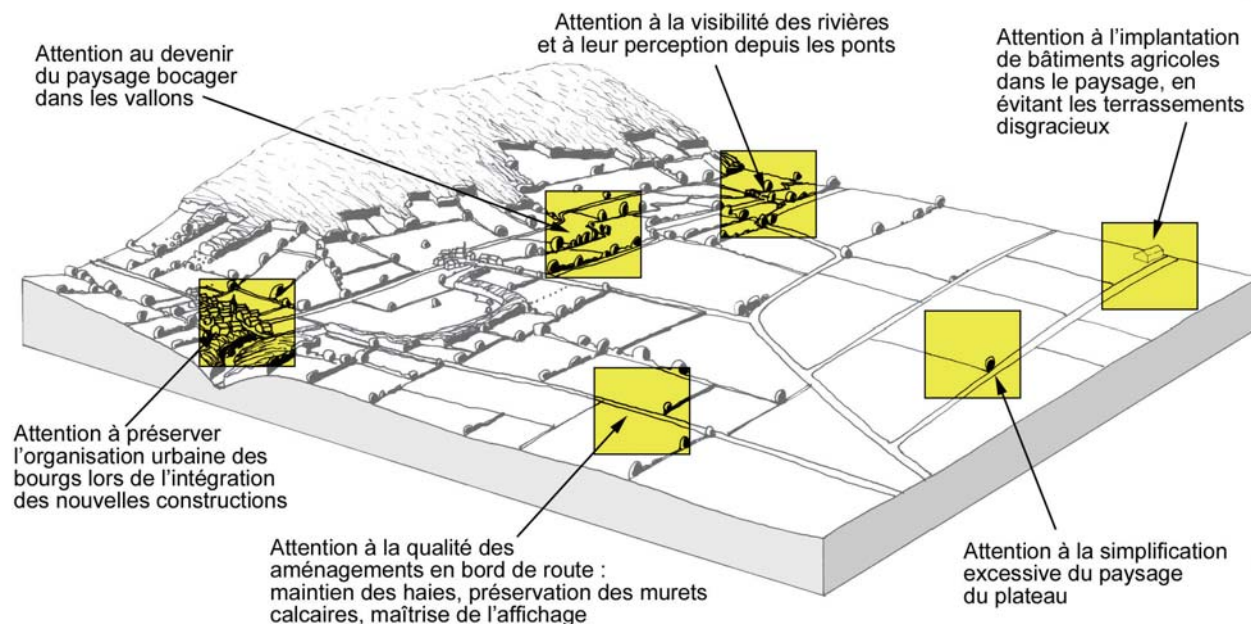 Attention au devenir
du paysage bocager
dans les vallons
Attention à la visibilité des rivières
et à leur perception depuis les ponts
Attention à l’implantation
de bâtiments agricoles
dans le paysage, en
évitant les terrassements
disgracieux
Attention à préserver
l’organisation urbaine des
bourgs lors de l’intégration
des nouvelles constructions
Attention à la qualité des
aménagements en bord de route :
maintien des haies, préservation des murets
calcaires, maîtrise de l’affichage
Attention à la simplification
excessive du paysage
du plateau